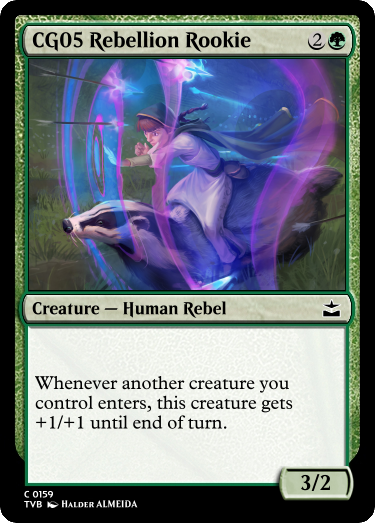 CG05 Rebellion Rookie 2
Creature — Human Rebel
Whenever another creature you
control enters, this creature gets
+1/+1 until end of turn.
3/2
C 0159
TVB Halder ALMEIDA